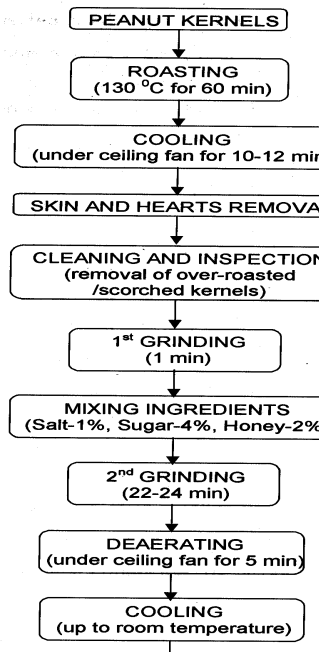 PEANUT KERNELS
ROASTING
(130 °C for 60 min)
COOLING
(under ceiling fan for 10-12 min
SKIN AND HEARTS REMOVA
CLEANING AND INSPECTION
(removal of over-roasted
/scorched kernels)
1st GRINDING
(1 min)
MIXING INGREDIENTS
(Salt-1%, Sugar-4%, Honey-2%
2nd GRINDING
(22-24 min)
DEAERATING
(under ceiling fan for 5 min)
COOLING
(up to room temperature)